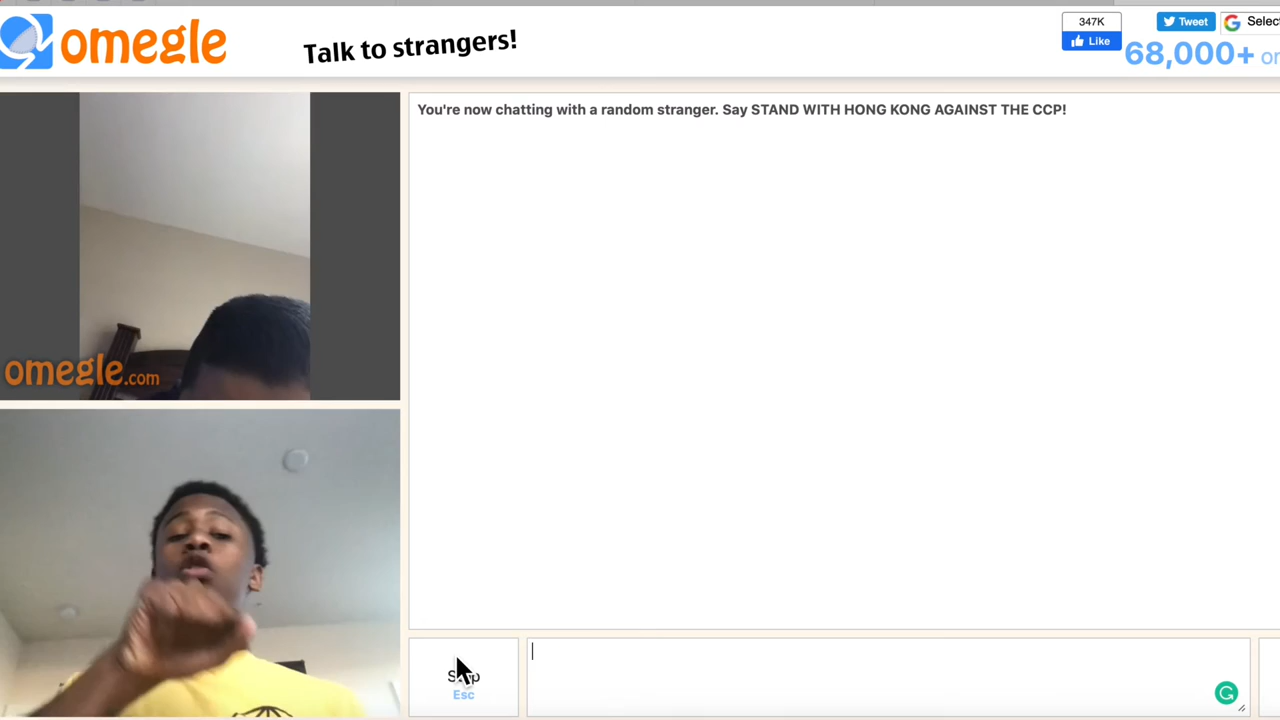 omegle
Talk to strangers!
347K
Like
Tweet
Select
68,000+
You're now chatting with a random stranger. Say STAND WITH HONG KONG AGAINST THE CCP!
omegle.com
Esc